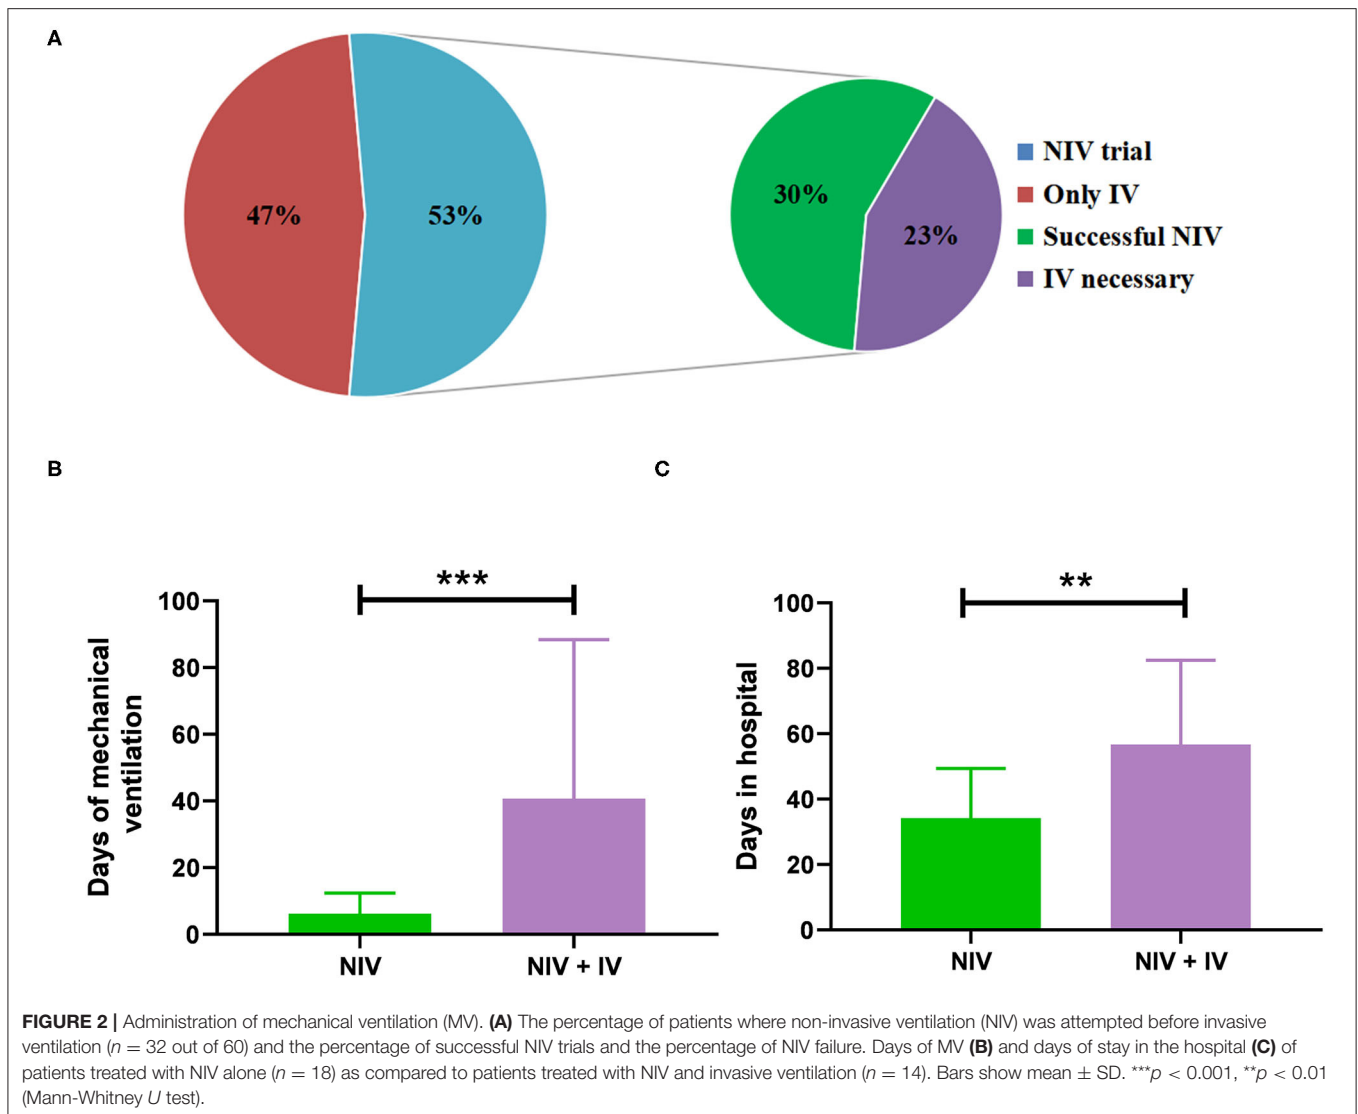 A
47%
53%
30%
23%
NIV trial
Only IV
Successful NIV
IV necessary
B
***
100
80
60
40
20
0
Days of mechanical
ventilation
NIV
NIV + IV
C
**
100
80
60
40
20
0
Days in hospital
NIV
NIV + IV
FIGURE 2 | Administration of mechanical ventilation (MV). (A) The percentage of patients where non-invasive ventilation (NIV) was attempted before invasive
ventilation (n = 32 out of 60) and the percentage of successful NIV trials and the percentage of NIV failure. Days of MV (B) and days of stay in the hospital (C) of
patients treated with NIV alone (n = 18) as compared to patients treated with NIV and invasive ventilation (n = 14). Bars show mean ± SD. ***p < 0.001, **p < 0.01
(Mann-Whitney U test).